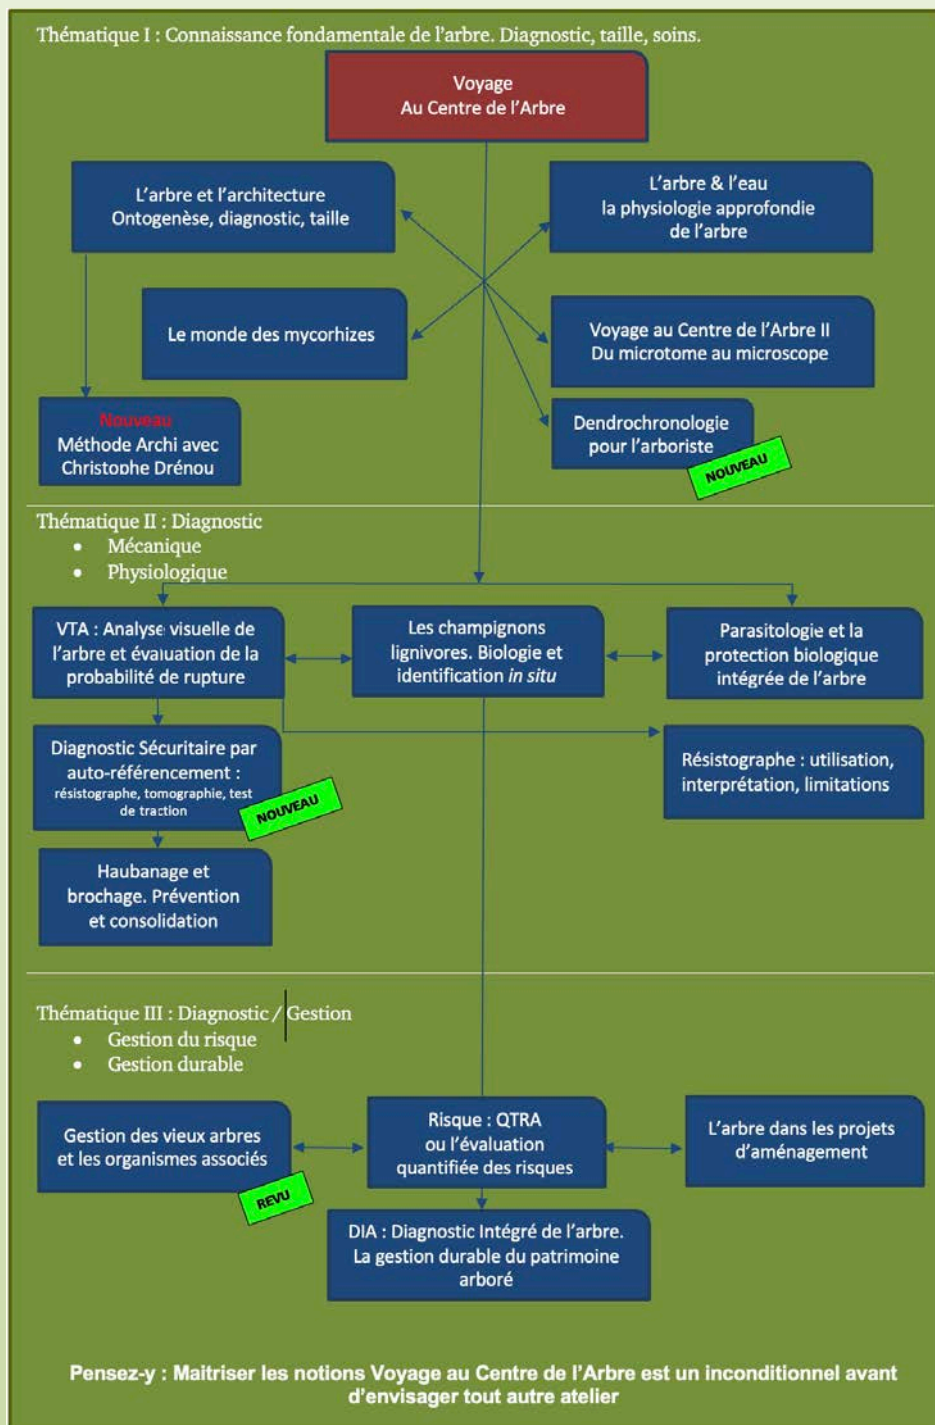 Thématique I : Connaissance fondamentale de l'arbre. Diagnostic, taille, soins.
Voyage
Au Centre de l'Arbre
L'arbre et l'architecture
Ontogenèse, diagnostic, taille
L'arbre & l'eau
la physiologie approfondie
de l'arbre
Le monde des mycorhizes
Voyage au Centre de l'Arbre II
Du microtome au microscope
Nouveau
Méthode Archi avec
Christophe Drénou
Dendrochronologie
pour l'arboriste
NOUVEAU
Thématique II : Diagnostic
• Mécanique
• Physiologique
VTA : Analyse visuelle de
l'arbre et évaluation de la
probabilité de rupture
Les champignons
lignivores. Biologie et
identification in situ
Parasitologie et la
protection biologique
intégrée de l'arbre
Diagnostic Sécuritaire par
auto-référencement :
résistographe, tomographie, test
de traction
NOUVEAU
Résistographe : utilisation,
interprétation, limitations
Haubanage et
brochage. Prévention
et consolidation
Thématique III : Diagnostic / Gestion
• Gestion du risque
• Gestion durable
Gestion des vieux arbres
et les organismes associés
REVU
Risque : QTRA
ou l'évaluation
quantifiée des risques
L'arbre dans les projets
d'aménagement
DIA : Diagnostic Intégré de l'arbre.
La gestion durable du patrimoine
arboré
Pensez-y : Maitriser les notions Voyage au Centre de l'Arbre est un inconditionnel avant
d'envisager tout autre atelier